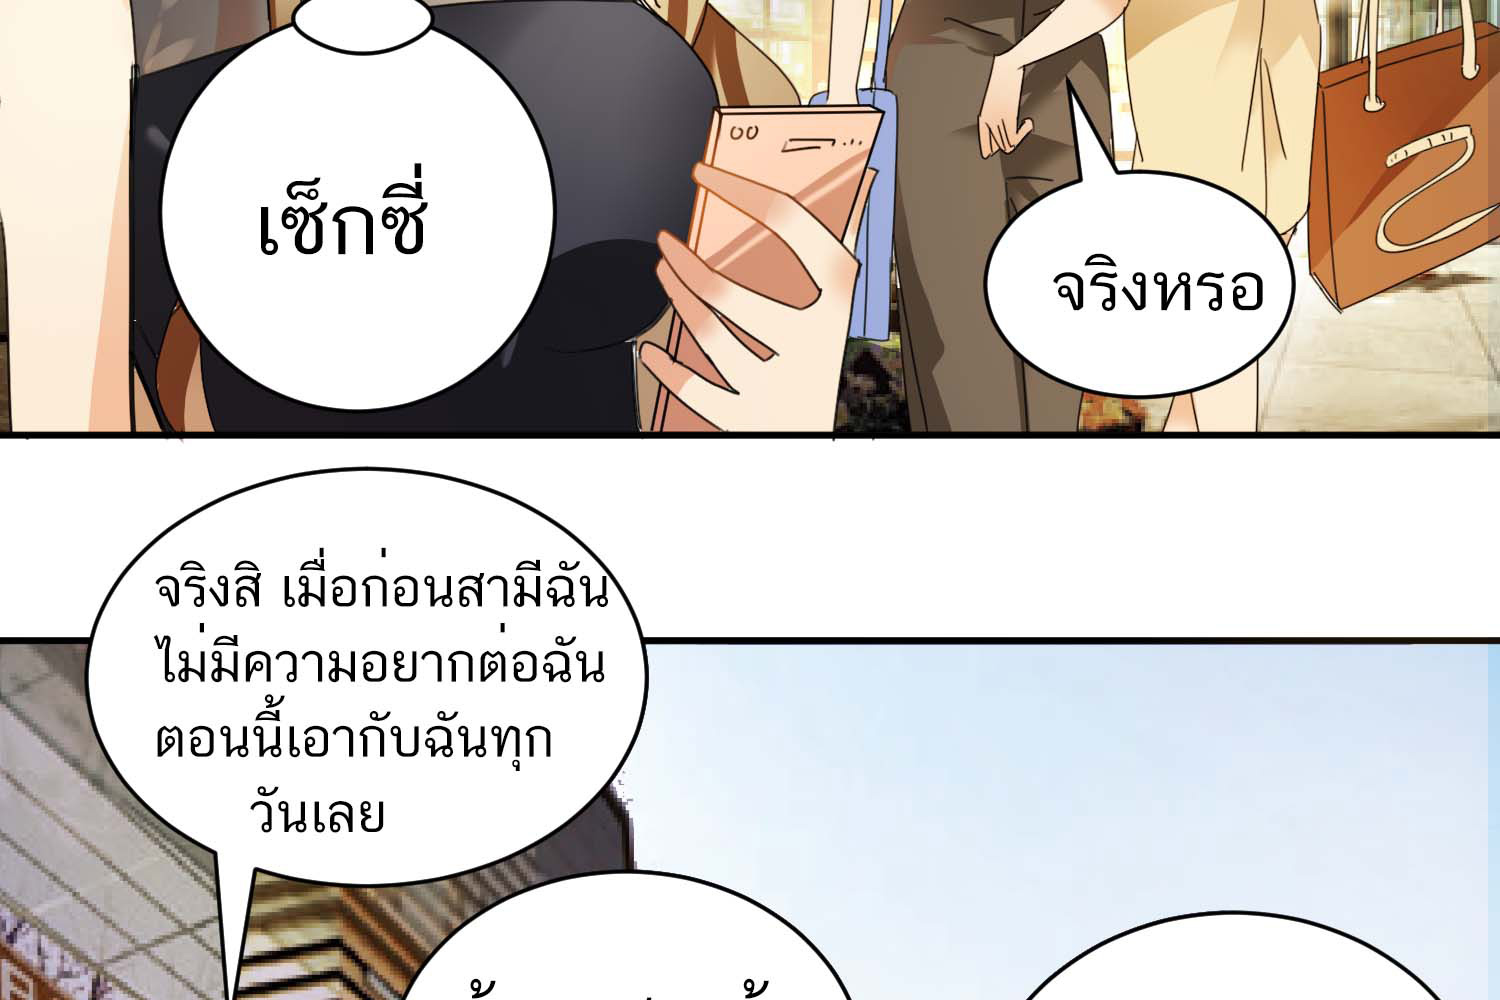 เซ็กซี่
จริงหรอ
จริงสิ เมื่อก่อนสามีฉัน
ไม่มีความอยากต่อฉัน
ตอนนี้เอากับฉันทุก
วันเลย